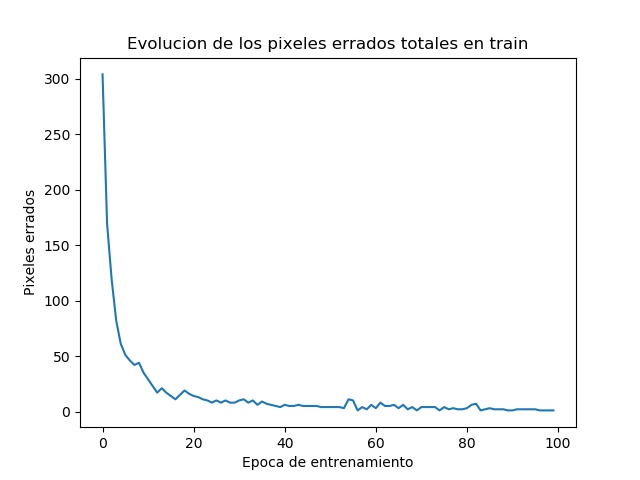 Evolucion de los pixeles errados totales en train
300
250
200
150
100
50
0
Pixeles errados
0 20 40 60 80 100
Epoca de entrenamiento